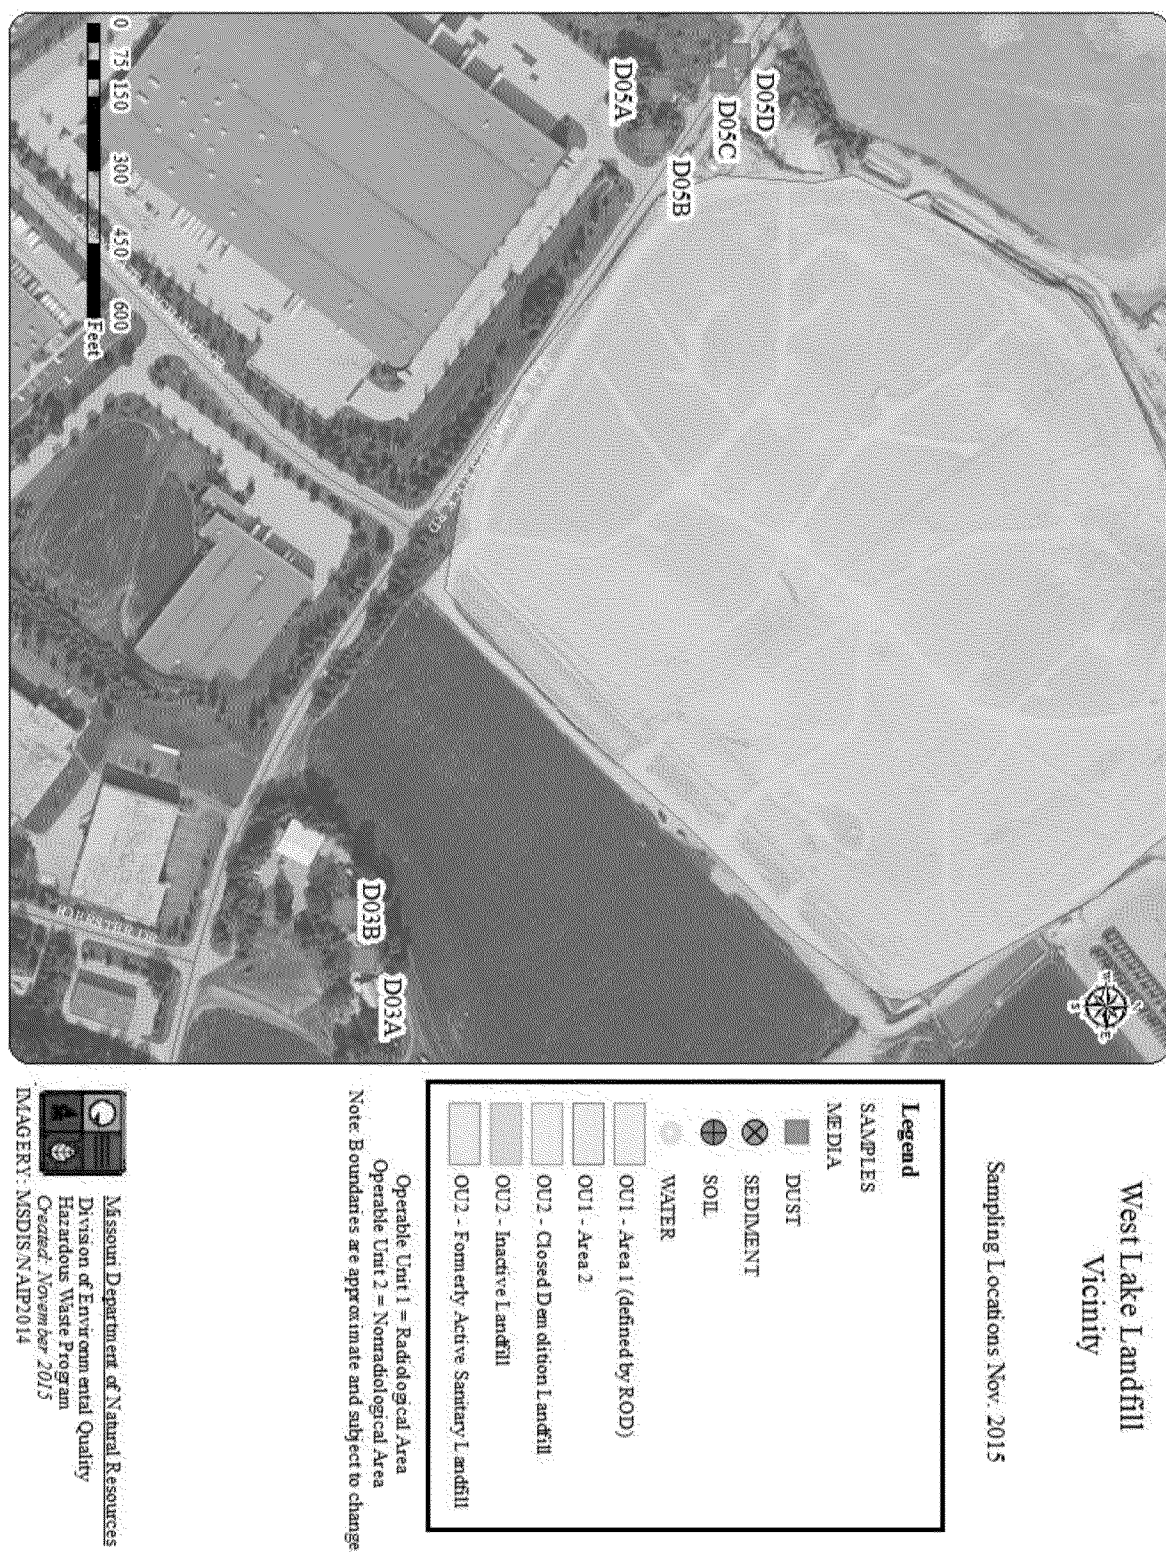 West Lake Landfill
Vicinity
Sampling Locations Nov. 2015
Legend
SAMPLES
MEDIA
DUST
SEDIMENT
SOIL
WATER
OU1 - Area 1 (defined by ROD)
OU1 - Area 2
OU2 - Closed Demolition Landfill
OU2 - Inactive Landfill
OU2 - Formerly Active Sanitary Landfill
Operable Unit 1 = Radiological Area
Operable Unit 2 = Nonradiological Area
Note: Boundaries are approximate and subject to change
Missouri Department of Natural Resources
Division of Environmental Quality
Hazardous Waste Program
Created: November 2015
IMAGERY: MSDIS/NAIP2014
N
E
S
D05D
D05C
D05B
D05A
D03A
D03B
RD
DR
0 75 150 300 450 600
Feet